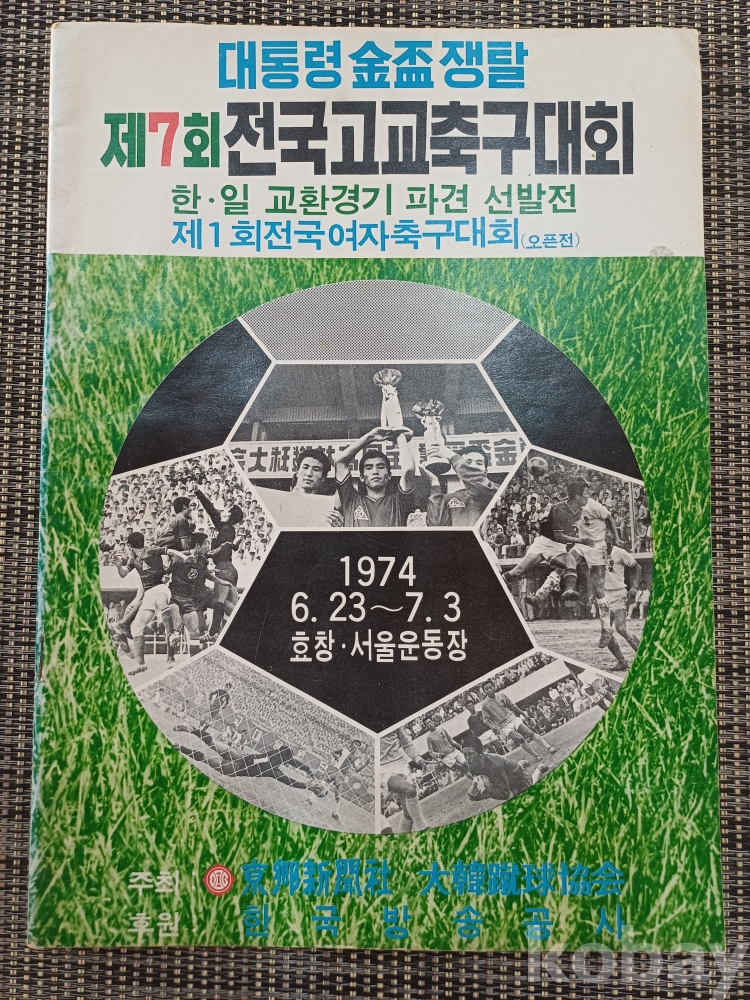 대통령 金盃 쟁탈
제7회 전국고교축구대회
한·일 교환경기 파견 선발전
제1회전국여자축구대회(오픈전)
1974
6. 23~7. 3
효창·서울운동장
주최 京鄕新聞社 大韓蹴球協会
후원 한국방송공사
kobay